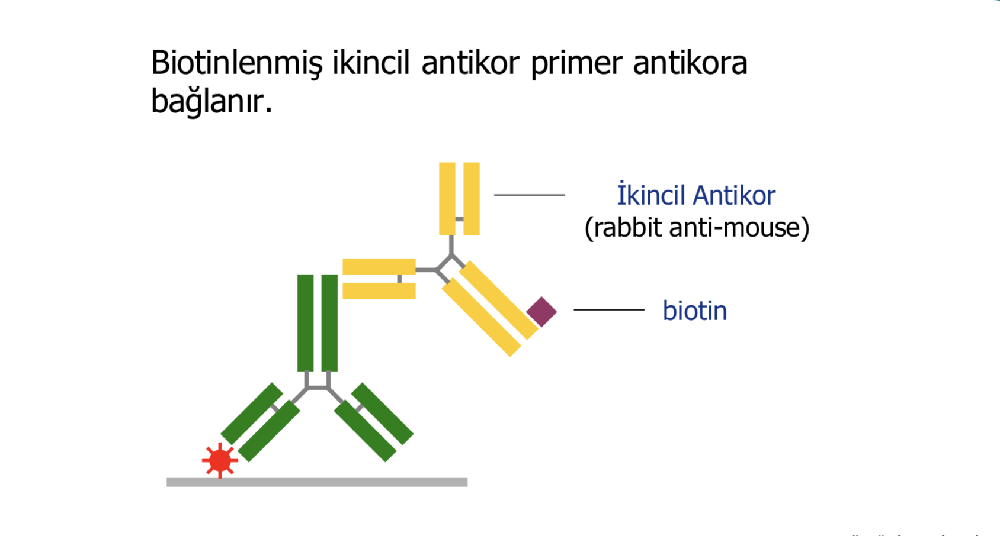 Biotinlenmiş ikincil antikor primer antikora
bağlanır.
İkincil Antikor
(rabbit anti-mouse)
biotin